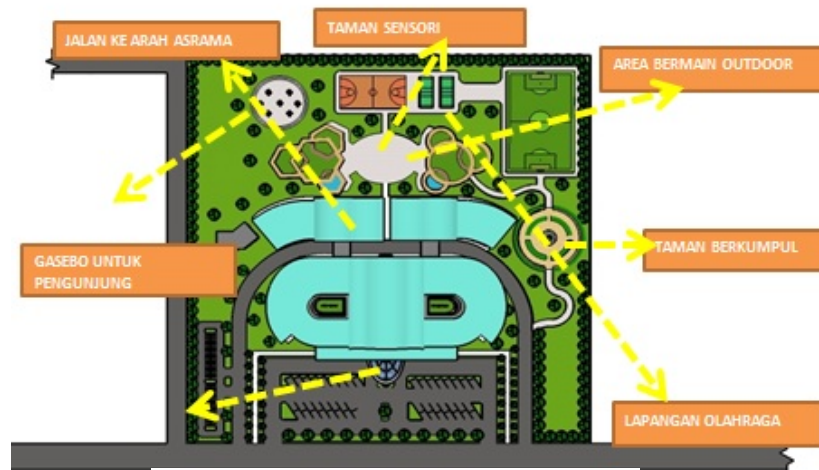 TAMAN SENSORI
JALAN KE ARAH ASRAMA
AREA BERMAIN OUTDOOR
GASEBO UNTUK
PENGUNJUNG
TAMAN BERKUMPUL
LAPANGAN OLAHRAGA